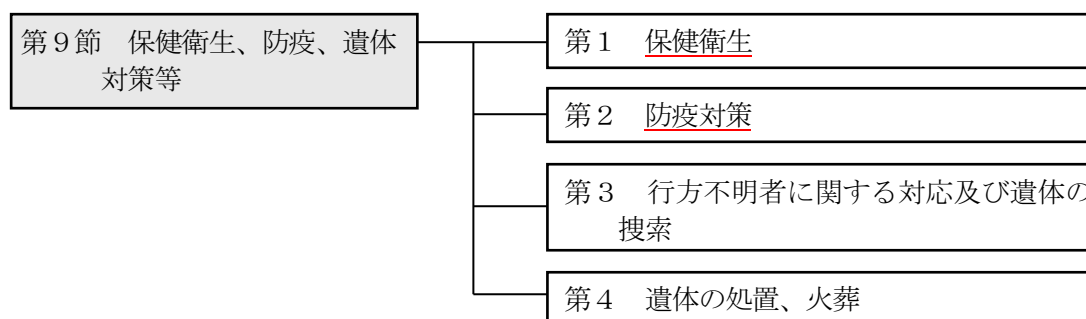 第９節　保健衛生、防疫、遺体
対策等
第１　保健衛生
第２　防疫対策
第３　行方不明者に関する対応及び遺体の
捜索
第４　遺体の処置、火葬